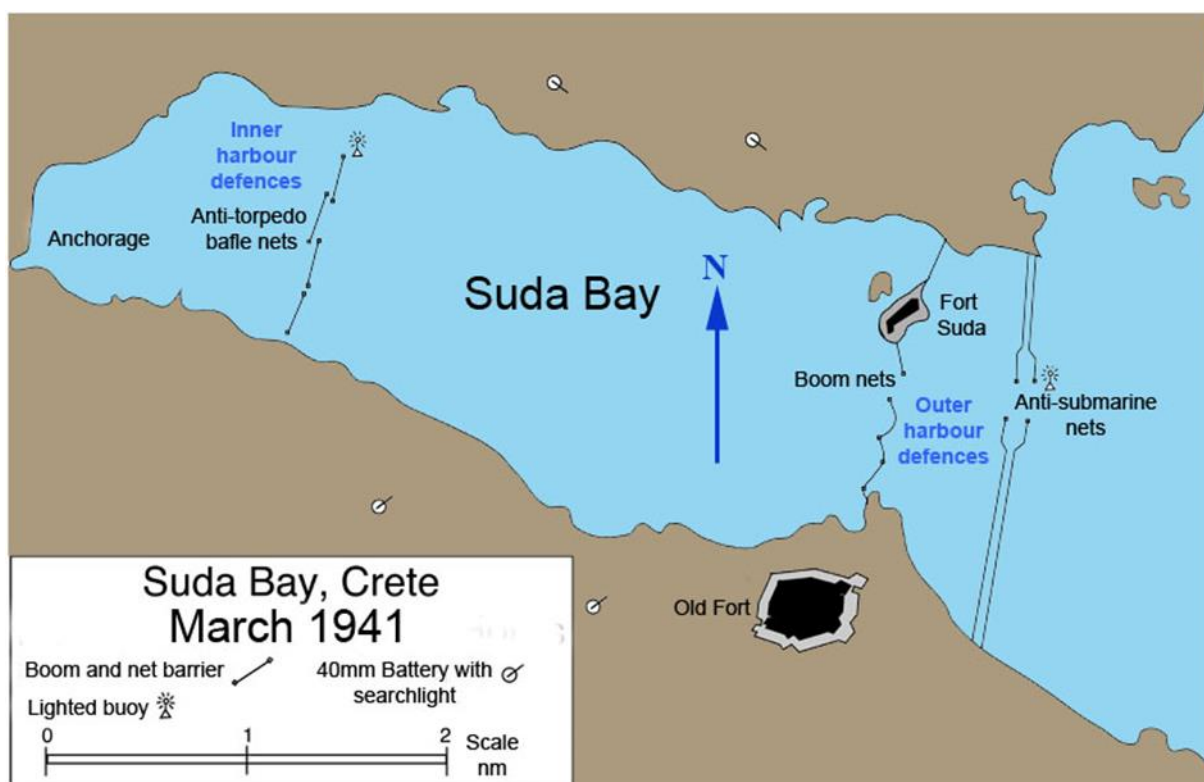 Inner
harbour
defences
Anti-torpedo
bafle nets
Anchorage
Suda Bay
N
Fort
Suda
Boom nets
Outer
harbour
defences
Anti-submarine
nets
Old Fort
Suda Bay, Crete
March 1941
Boom and net barrier
40mm Battery with
searchlight
Lighted buoy
0 1 2
Scale
nm